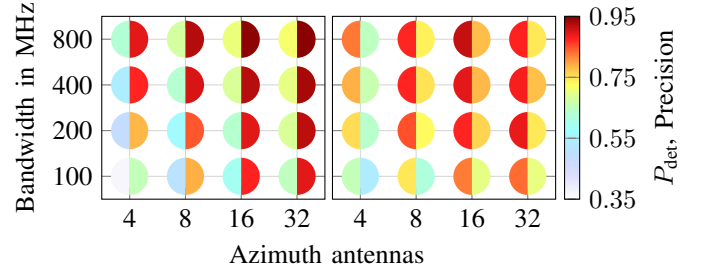 800
400
200
100
Bandwidth in MHz
4 8 16 32
4 8 16 32
Azimuth antennas
0.95
0.75
0.55
0.35
P_det, Precision